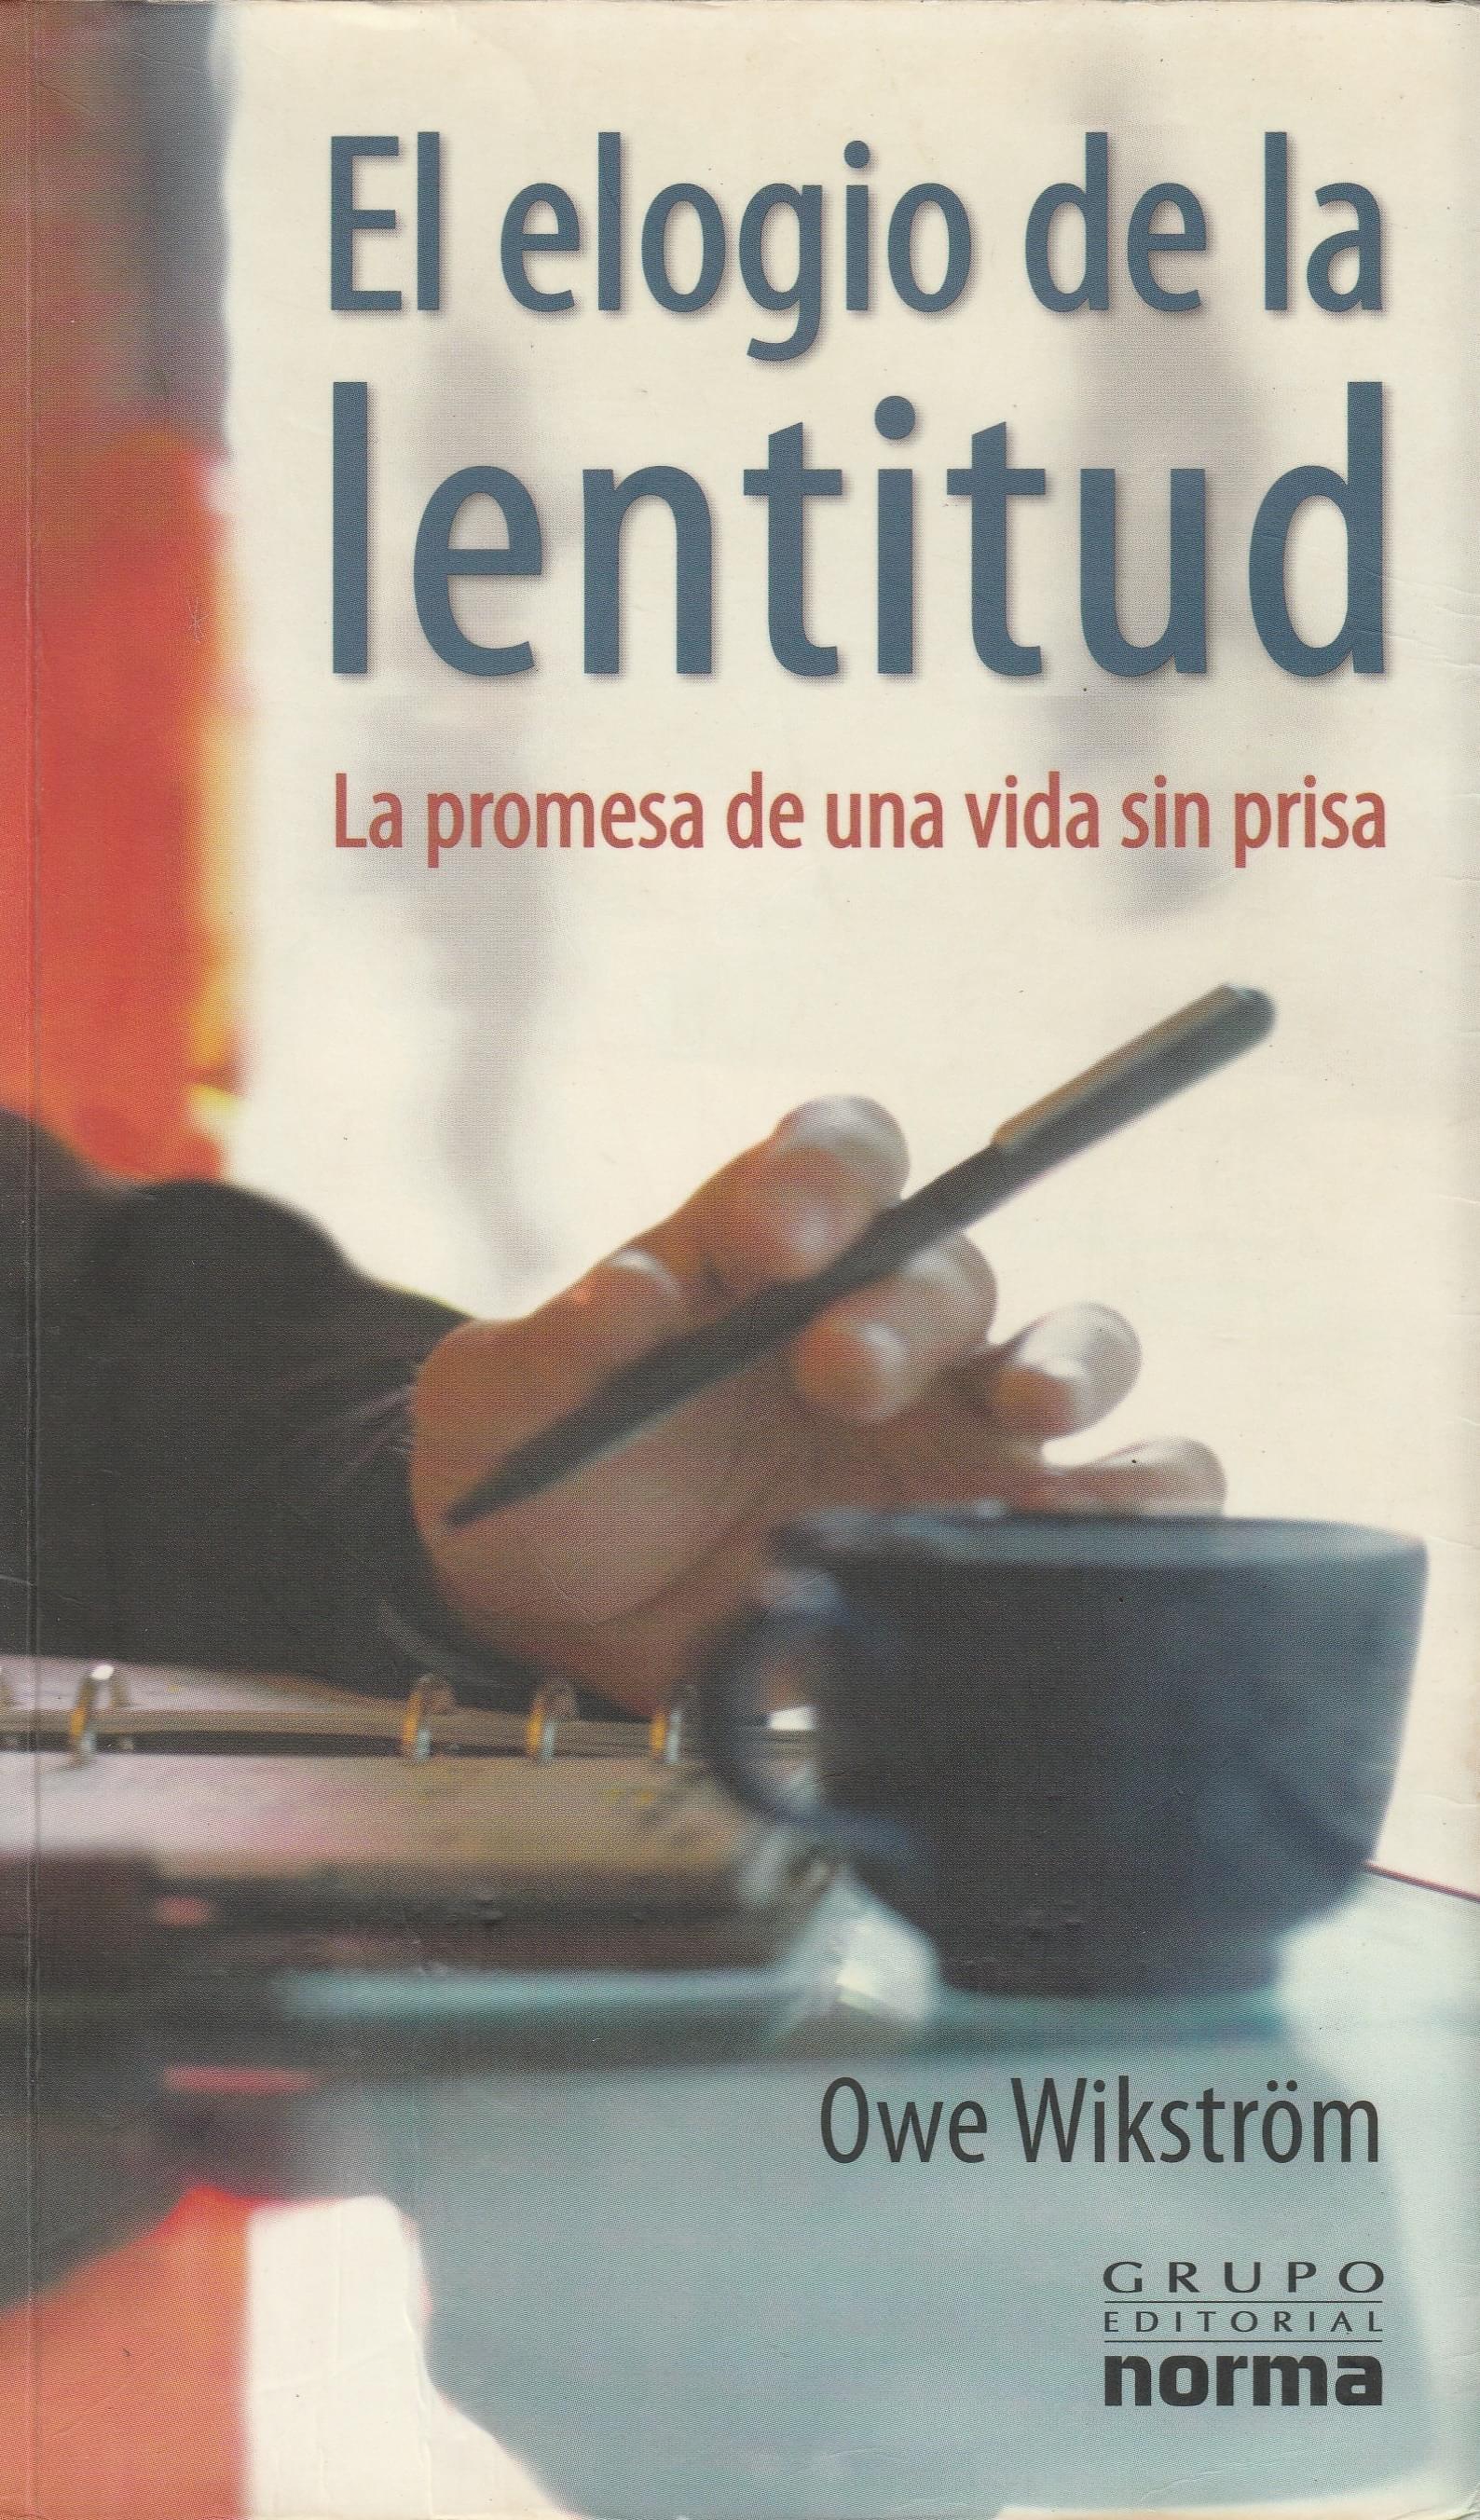 El elogio de la
lentitud
La promesa de una vida sin prisa
Owe Wikström
GRUPO
EDITORIAL
norma